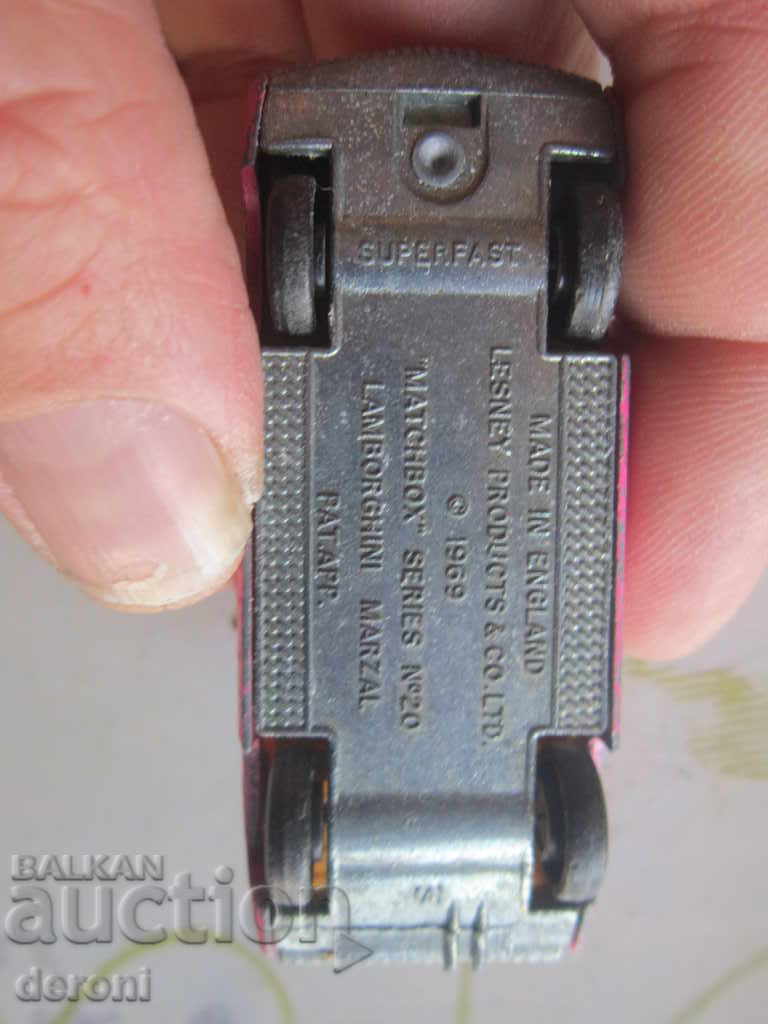 SUPERFAST
MADE IN ENGLAND
LESNEY PRODUCTS & CO. LTD.
© 1969
"MATCHBOX" SERIES Nº20
LAMBORGHINI MARZAL
PAT. APP.
BALKAN
auction
deroni